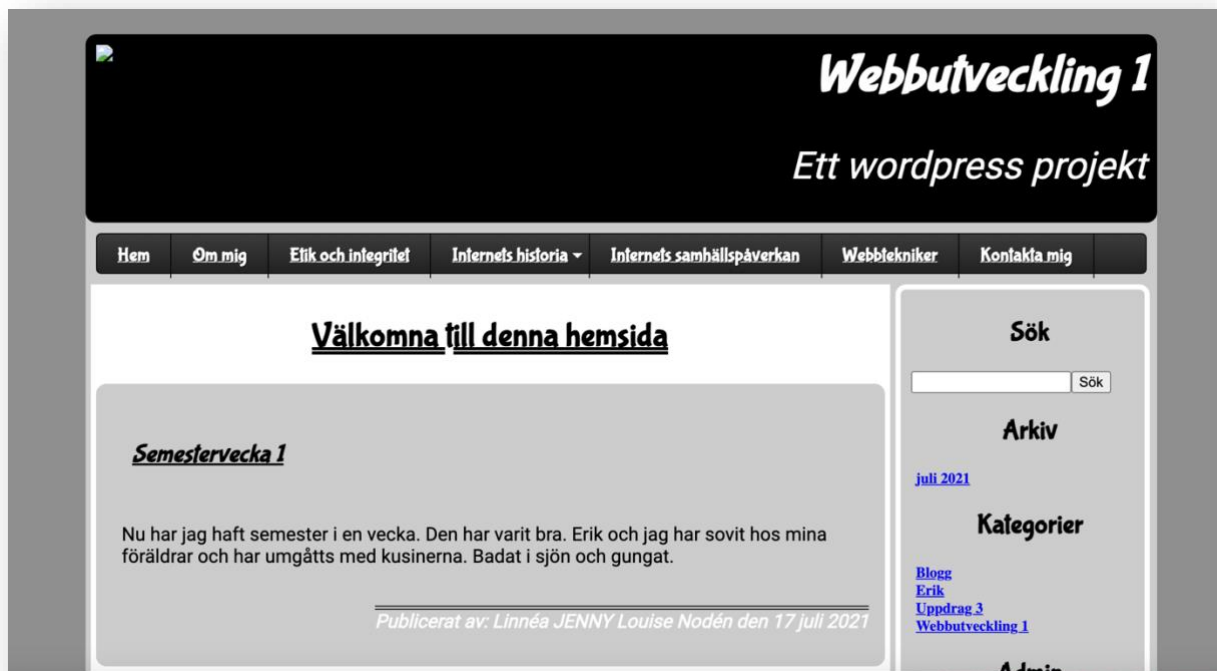 Webbutveckling 1
Ett wordpress projekt
Hem Om mig Etik och integritet Internets historia Internets samhällspåverkan Webbtekniker Kontakta mig
Välkomna till denna hemsida
Semestervecka 1
Nu har jag haft semester i en vecka. Den har varit bra. Erik och jag har sovit hos mina
föräldrar och har umgåtts med kusinerna. Badat i sjön och gungat.
Publicerat av: Linnéa JENNY Louise Nodén den 17 juli 2021
Sök
Sök
Arkiv
juli 2021
Kategorier
Blogg
Erik
Uppdrag 3
Webbutveckling 1
Admin